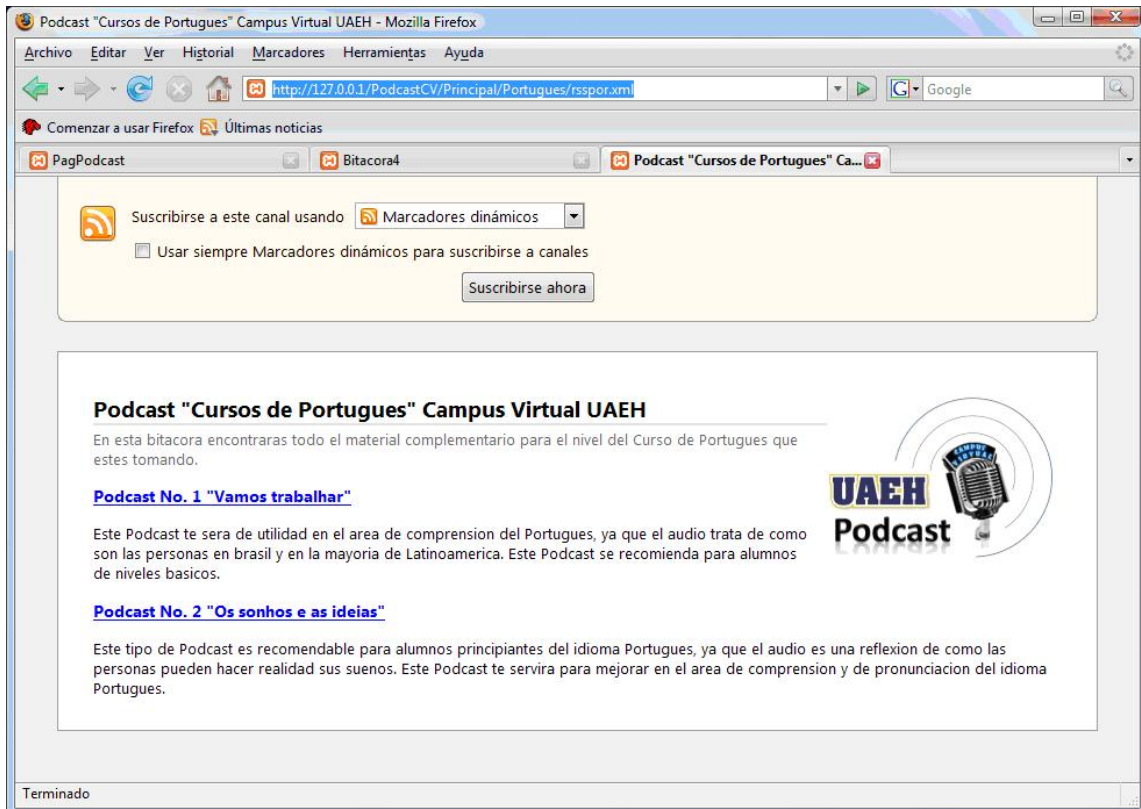 Podcast "Cursos de Portugues" Campus Virtual UAEH - Mozilla Firefox
Archivo Editar Ver Historial Marcadores Herramientas Ayuda
http://127.0.0.1/PodcastCV/Principal/Portugues/rsspor.xml
G Google
Comenzar a usar Firefox Últimas noticias
PagPodcast Bitacora4 Podcast "Cursos de Portugues" Ca...
Suscribirse a este canal usando Marcadores dinámicos
Usar siempre Marcadores dinámicos para suscribirse a canales
Suscribirse ahora
Podcast "Cursos de Portugues" Campus Virtual UAEH
En esta bitacora encontraras todo el material complementario para el nivel del Curso de Portugues que
estes tomando.
Podcast No. 1 "Vamos trabalhar"
Este Podcast te sera de utilidad en el area de comprension del Portugues, ya que el audio trata de como
son las personas en brasil y en la mayoria de Latinoamerica. Este Podcast se recomienda para alumnos
de niveles basicos.
CAMPUS
VIRTUAL
UAEH
Podcast
Podcast No. 2 "Os sonhos e as ideias"
Este tipo de Podcast es recomendable para alumnos principiantes del idioma Portugues, ya que el audio es una reflexion de como las
personas pueden hacer realidad sus suenos. Este Podcast te servira para mejorar en el area de comprension y de pronunciacion del idioma
Portugues.
Terminado